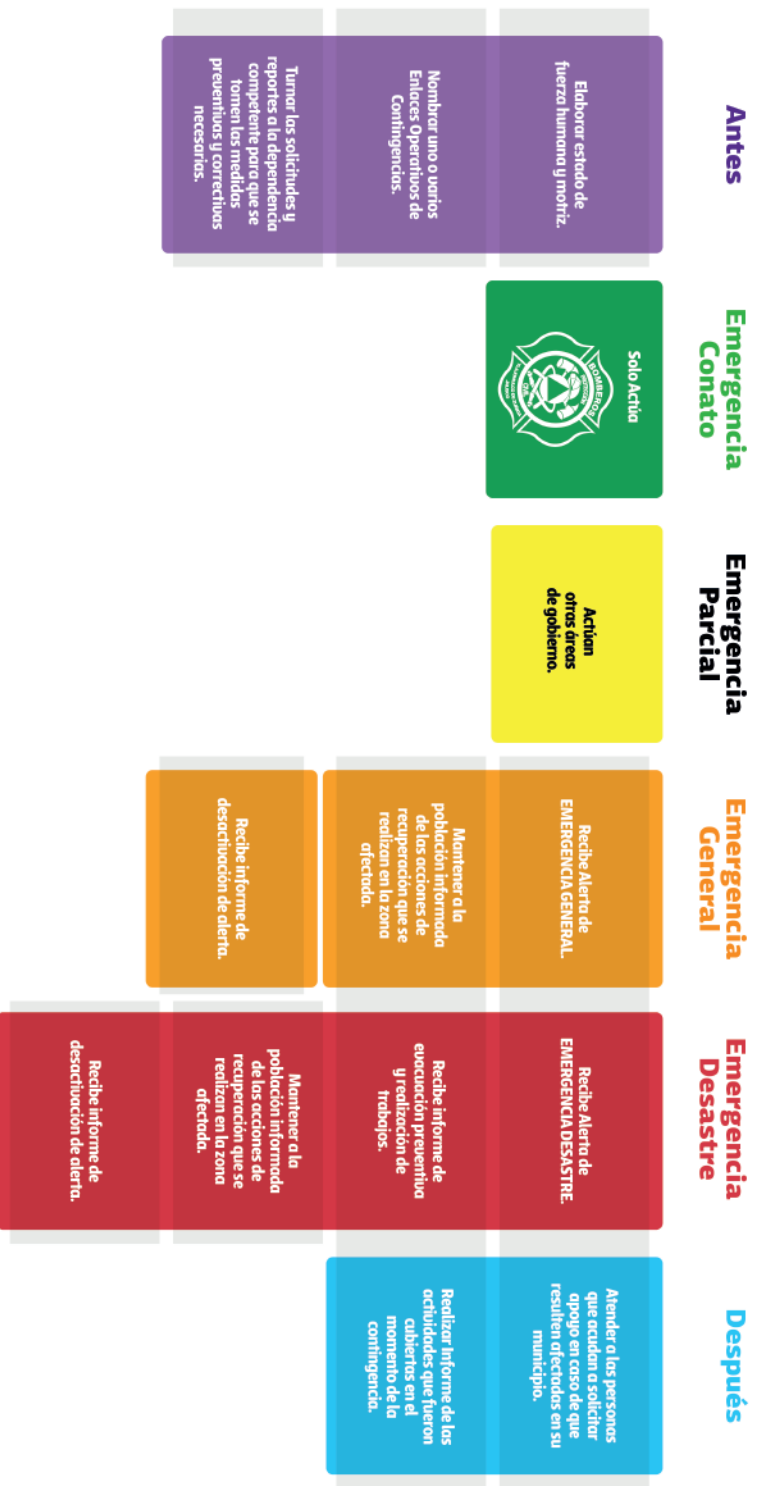 Antes
Elaborar estado de
fuerza humana y motriz.
Nombrar uno o varios
Enlaces Operativos de
Contingencias.
Turnar las solicitudes y
reportes a la dependencia
competente para que se
tomen las medidas
preventivas y correctivas
necesarias.
Emergencia
Conato
Solo Actúa
BOMBEROS
PROTECCIÓN
CIVIL
Emergencia
Parcial
Actúan
otras áreas
de gobierno.
Emergencia
General
Recibe Alerta de
EMERGENCIA GENERAL.
Mantener a la
población informada
de las acciones de
recuperación que se
realizan en la zona
afectada.
Recibe informe de
desactivación de alerta.
Emergencia
Desastre
Recibe Alerta de
EMERGENCIA DESASTRE.
Recibe informe de
evacuación preventiva
y realización de
trabajos.
Mantener a la
población informada
de las acciones de
recuperación que se
realizan en la zona
afectada.
Recibe informe de
desactivación de alerta.
Después
Atender a las personas
que acudan a solicitar
apoyo en caso de que
resulten afectadas en su
municipio.
Realizar Informe de las
actividades que fueron
cubiertas en el
momento de la
contingencia.